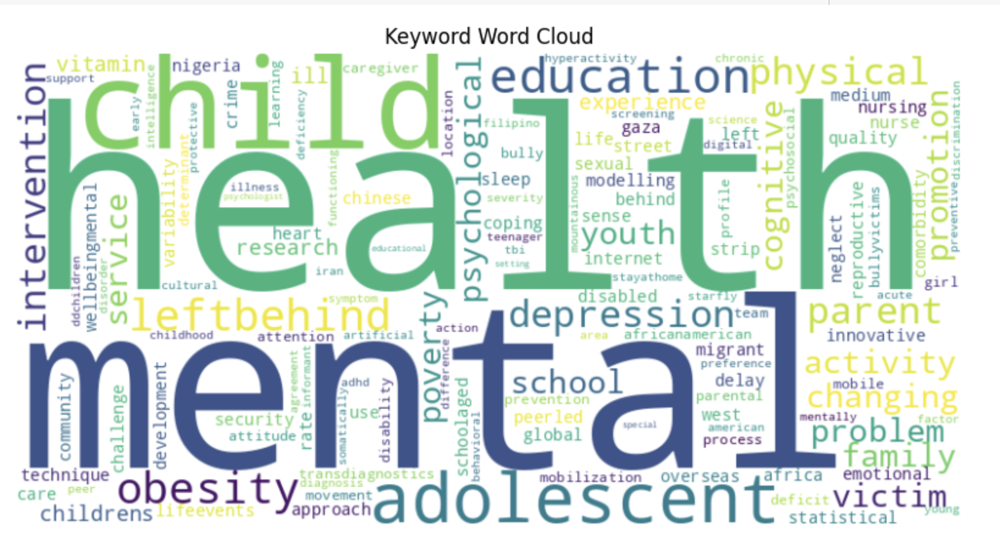 Keyword Word Cloud
vitamin
support
nigeria
child
ill
caregiver
hyperactivity
education
chronic
physical
medium
nursing
nurse
quality
intervention
early
intelligence
protective
crime
learning
deficiency
location
psychological
experience
screening
filipino
gaza
science
left
digital
life
street
bully
sexual
cognitive
psychosocial
promotion
discrimination
preventive
health
variability
determinant
illness
psychologist
functioning
chinese
sleep
modelling
severity
behind
mountainous
profile
coping
sense
teenager
youth
tbi
strip
internet
setting
stayathome
neglect
reproductive
bullyvictims
comorbidity
girl
wellbeingmental
service
heart
research
educational
iran
cultural
ddchildren
disorder
leftbehind
symptom
childhood
attention
artificial
poverty
action
depression
disabled
starfly
team
acute
parent
innovative
area
africanamerican
migrant
preference
mental
community
challenge
development
agreement
informant
rate
adhd
somatically
use
disability
difference
security
attitude
schoolaged
behavioral
school
prevention
peerled
global
special
delay
parental
west
american
process
activity
mobile
changing
mentally
factor
problem
family
technique
care
peer
obesity
transdiagnostics
diagnosis
movement
approach
childrens
lifeevents
adolescent
mobilization
overseas
africa
emotional
deficit
victim
young
statistical